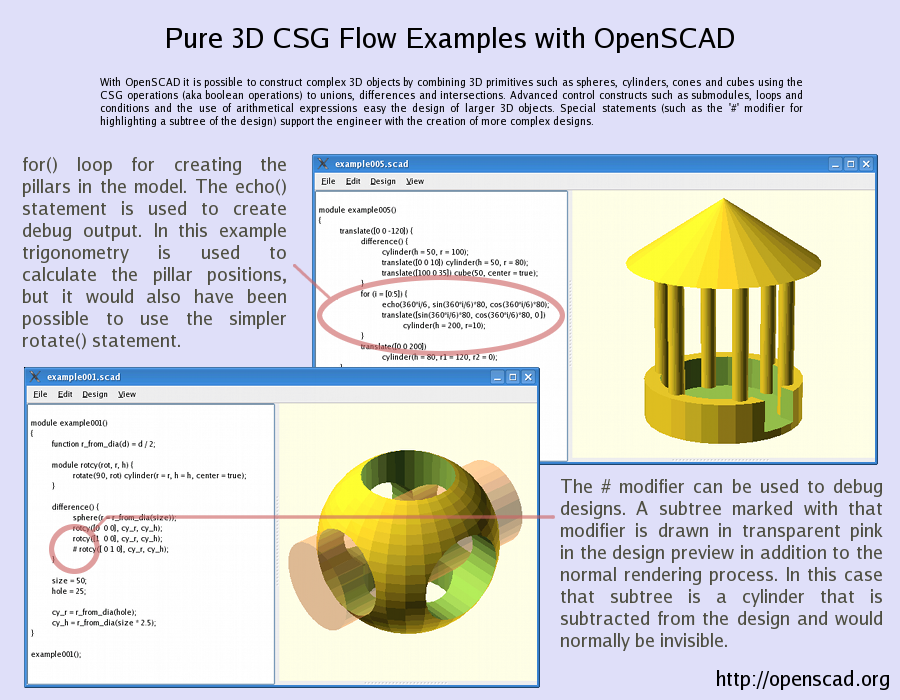 Pure 3D CSG Flow Examples with OpenSCAD
With OpenSCAD it is possible to construct complex 3D objects by combining 3D primitives such as spheres, cylinders, cones and cubes using the
CSG operations (aka boolean operations) to unions, differences and intersections. Advanced control constructs such as submodules, loops and
conditions and the use of arithmetical expressions easy the design of larger 3D objects. Special statements (such as the '#' modifier for
highlighting a subtree of the design) support the engineer with the creation of more complex designs.
for() loop for creating the
pillars in the model. The echo()
statement is used to create
debug output. In this example
trigonometry is used to
calculate the pillar positions,
but it would also have been
possible to use the simpler
rotate() statement.
example005.scad
File Edit Design View
module example005()
{
translate([0 0 -120]) {
difference() {
cylinder(h = 50, r = 100);
translate([0 0 10]) cylinder(h = 50, r = 80);
translate([100 0 35]) cube(50, center = true);
}
for (i = [0:5]) {
echo(360*i/6, sin(360*i/6)*80, cos(360*i/6)*80);
translate([sin(360*i/6)*80, cos(360*i/6)*80, 0 ])
cylinder(h = 200, r=10);
}
translate([0 0 200])
cylinder(h = 80, r1 = 120, r2 = 0);
}
example001.scad
File Edit Design View
module example001()
{
function r_from_dia(d) = d / 2;
module rotcy(rot, r, h) {
rotate(90, rot) cylinder(r = r, h = h, center = true);
}
difference() {
sphere(r = r_from_dia(size));
rotcy([0 0 0], cy_r, cy_h);
rotcy([1 0 0], cy_r, cy_h);
# rotcy([ 0 1 0], cy_r, cy_h);
}
size = 50;
hole = 25;
cy_r = r_from_dia(hole);
cy_h = r_from_dia(size * 2.5);
}
example001();
The # modifier can be used to debug
designs. A subtree marked with that
modifier is drawn in transparent pink
in the design preview in addition to the
normal rendering process. In this case
that subtree is a cylinder that is
subtracted from the design and would
normally be invisible.
http://openscad.org